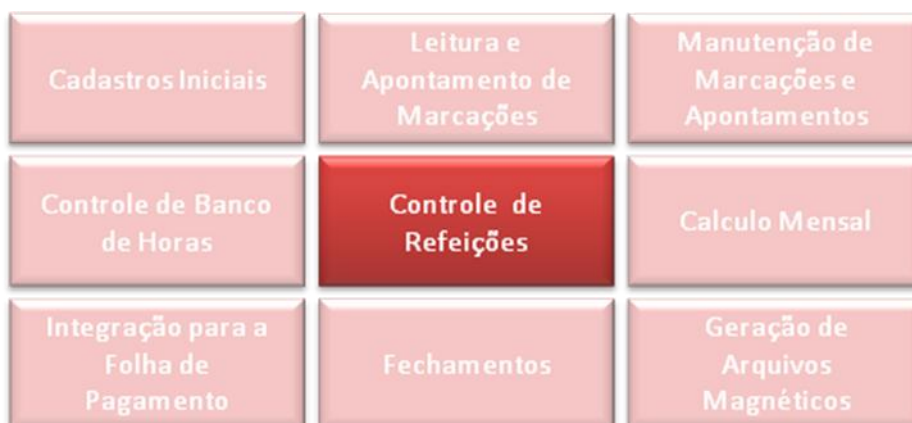 Cadastros Iniciais
Leitura e
Apontamento de
Marcações
Manutenção de
Marcações e
Apontamentos
Controle de Banco
de Horas
Controle de
Refeições
Calculo Mensal
Integração para a
Folha de
Pagamento
Fechamentos
Geração de
Arquivos
Magnéticos